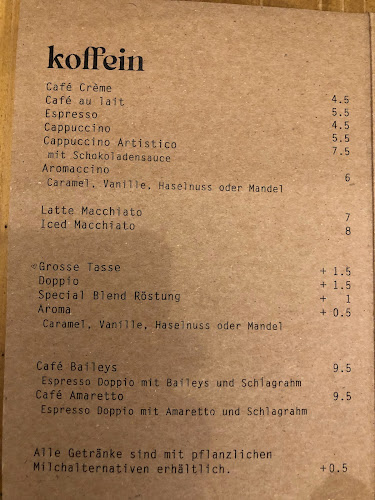 koffein
Café Crème 4.5
Café au lait 5.5
Espresso 4.5
Cappuccino 5.5
Cappuccino Artistico 7.5
mit Schokoladensauce
Aromaccino 6
Caramel, Vanille, Haselnuss oder Mandel
Latte Macchiato 7
Iced Macchiato 8
Grosse Tasse + 1.5
Doppio + 1.5
Special Blend Röstung + 1
Aroma + 0.5
Caramel, Vanille, Haselnuss oder Mandel
Café Baileys 9.5
Espresso Doppio mit Baileys und Schlagrahm
Café Amaretto 9.5
Espresso Doppio mit Amaretto und Schlagrahm
Alle Getränke sind mit pflanzlichen
Milchalternativen erhältlich. +0.5